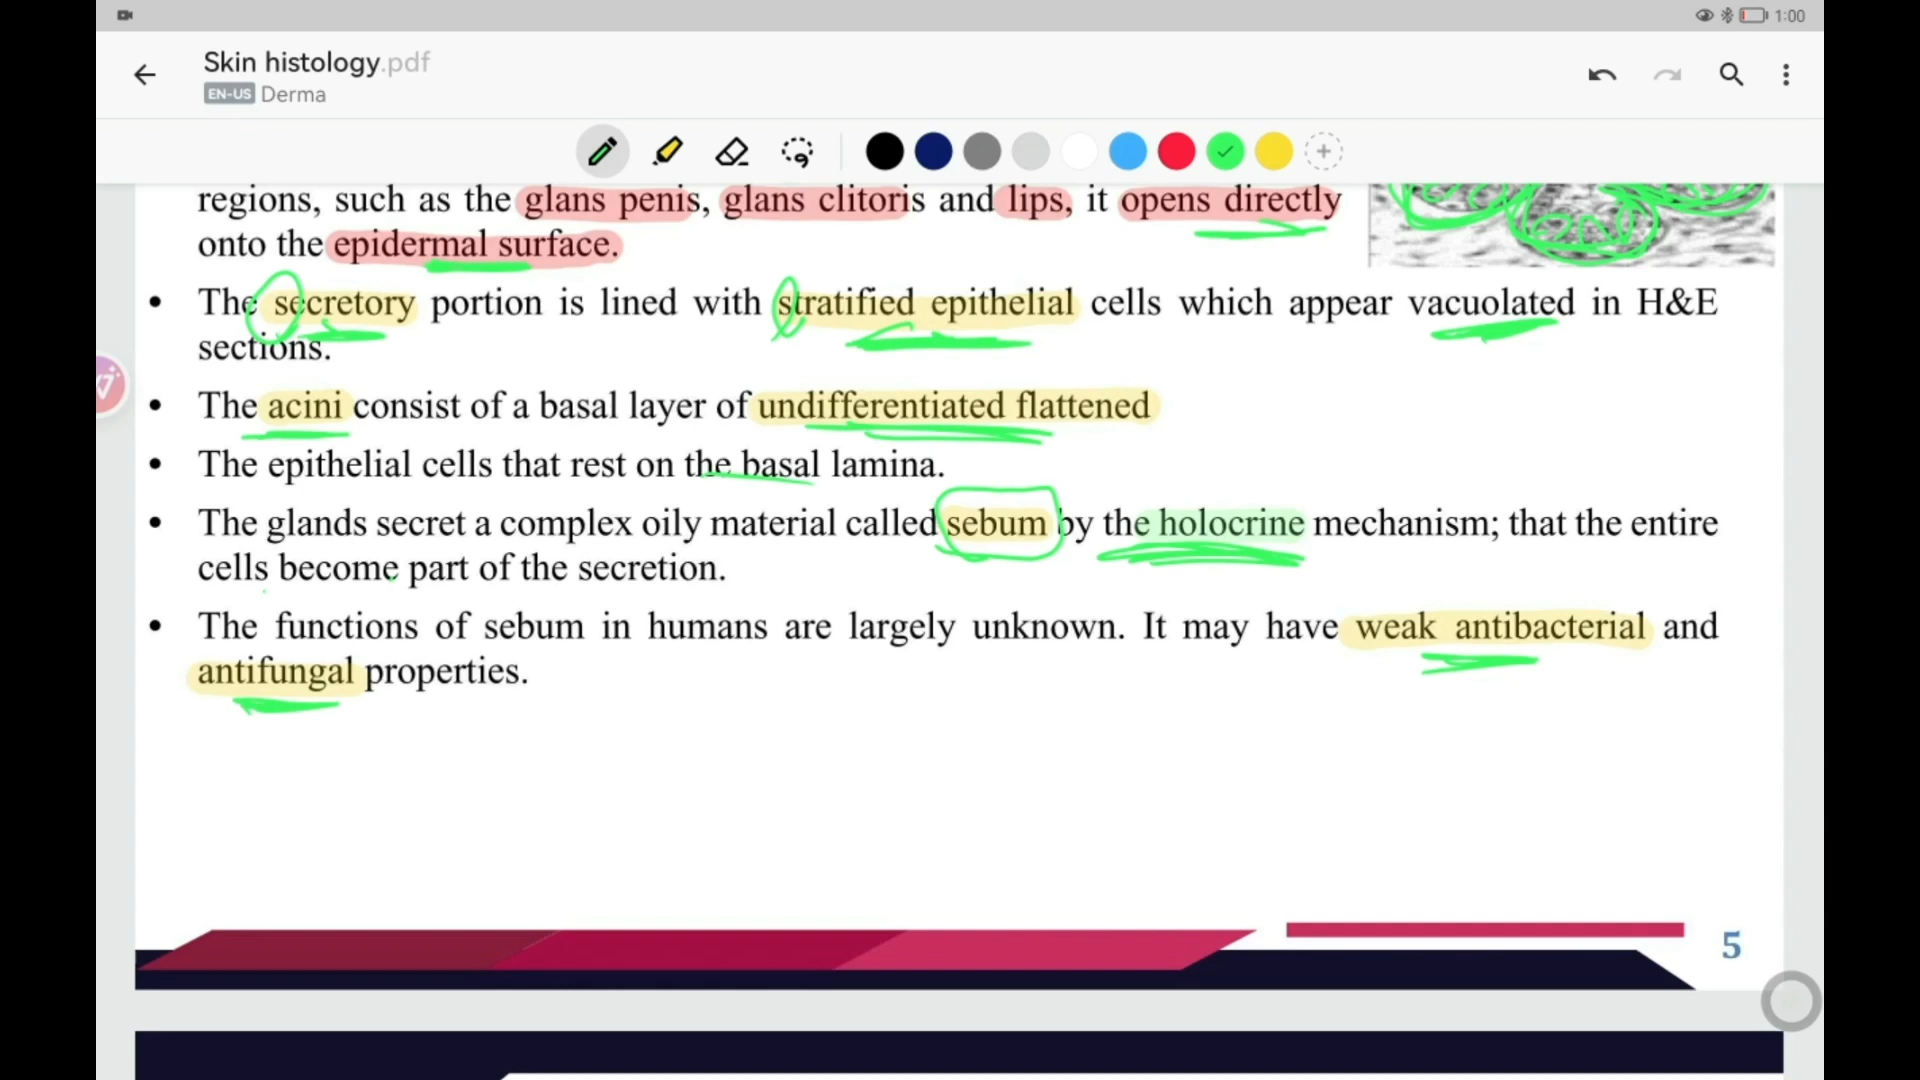 1:00
Skin histology.pdf
EN-US Derma
regions, such as the glans penis, glans clitoris and lips, it opens directly
onto the epidermal surface.
• The secretory portion is lined with stratified epithelial cells which appear vacuolated in H&E
sections.
• The acini consist of a basal layer of undifferentiated flattened
• The epithelial cells that rest on the basal lamina.
• The glands secret a complex oily material called sebum by the holocrine mechanism; that the entire
cells become part of the secretion.
• The functions of sebum in humans are largely unknown. It may have weak antibacterial and
antifungal properties.
5